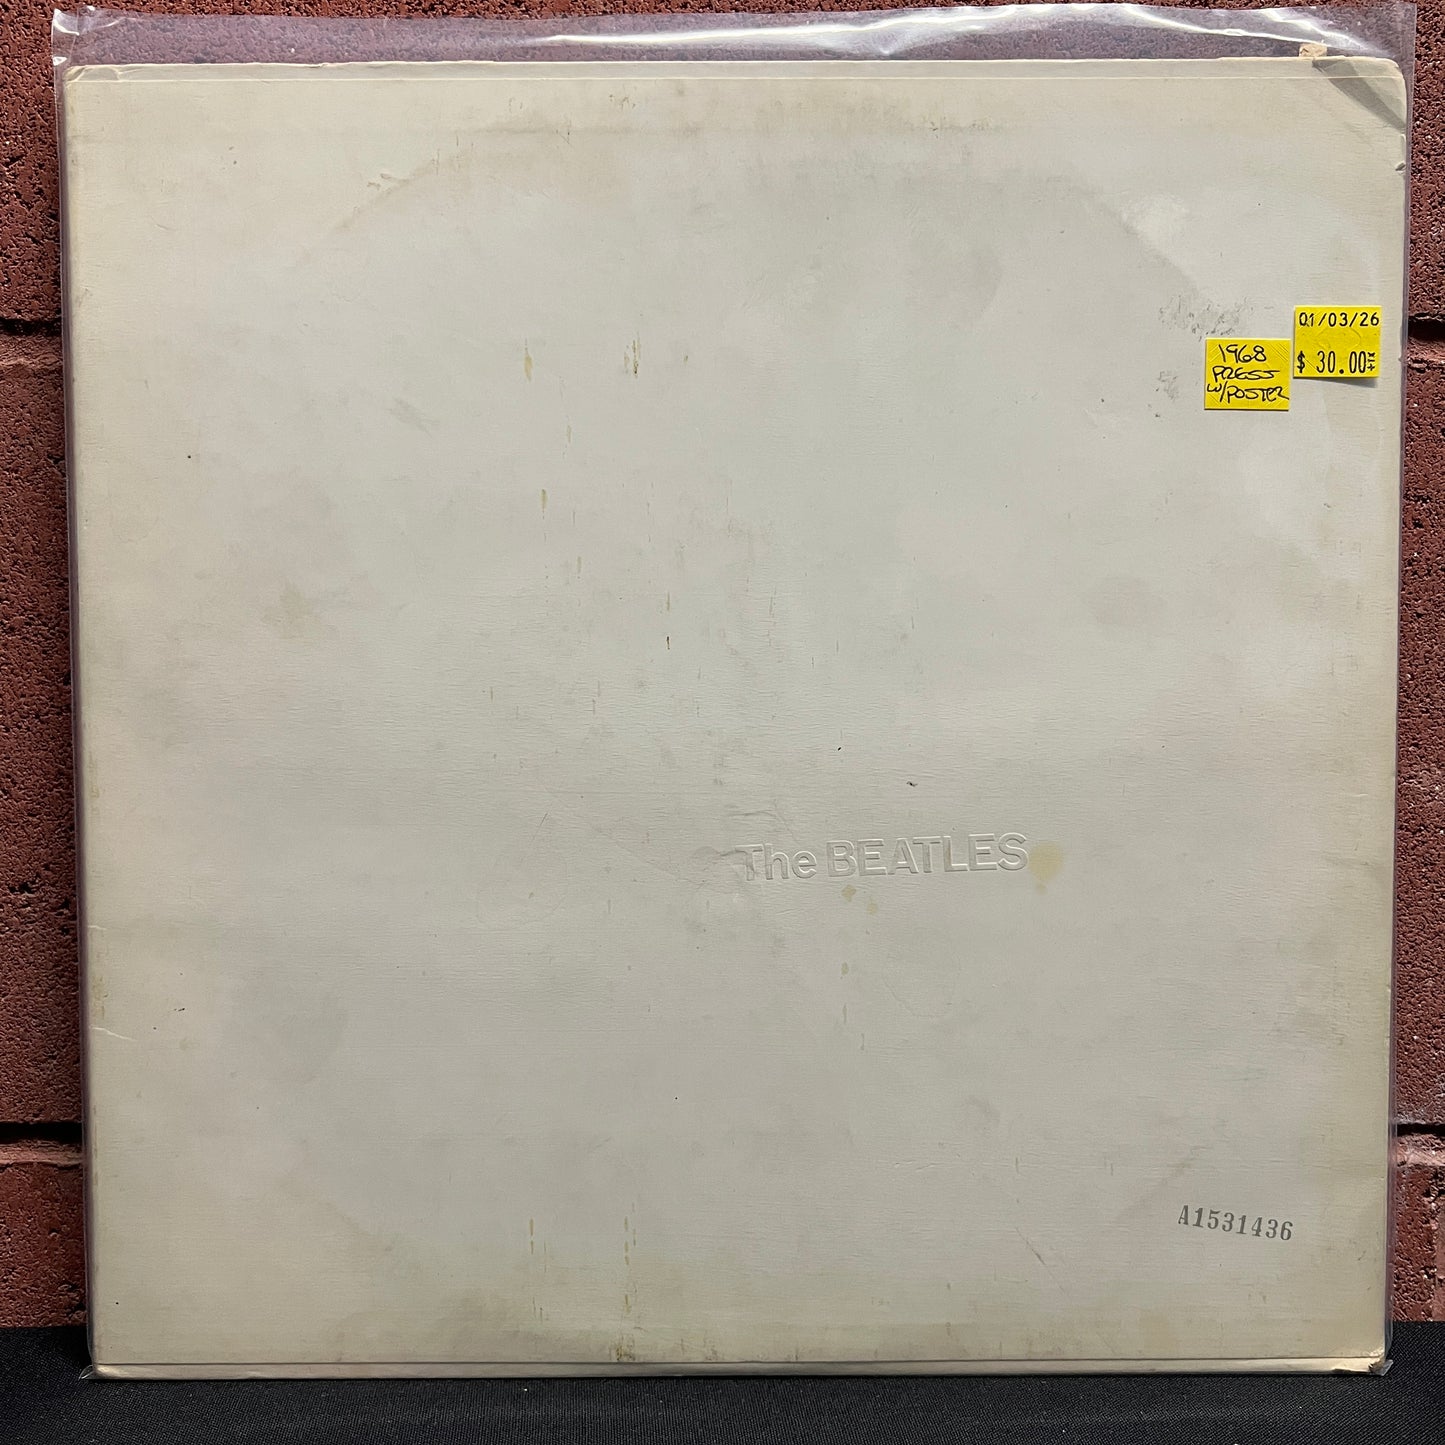 01/03/26
$ 30.00
1968
PRESS
W/POSTER
The BEATLES
A1531436